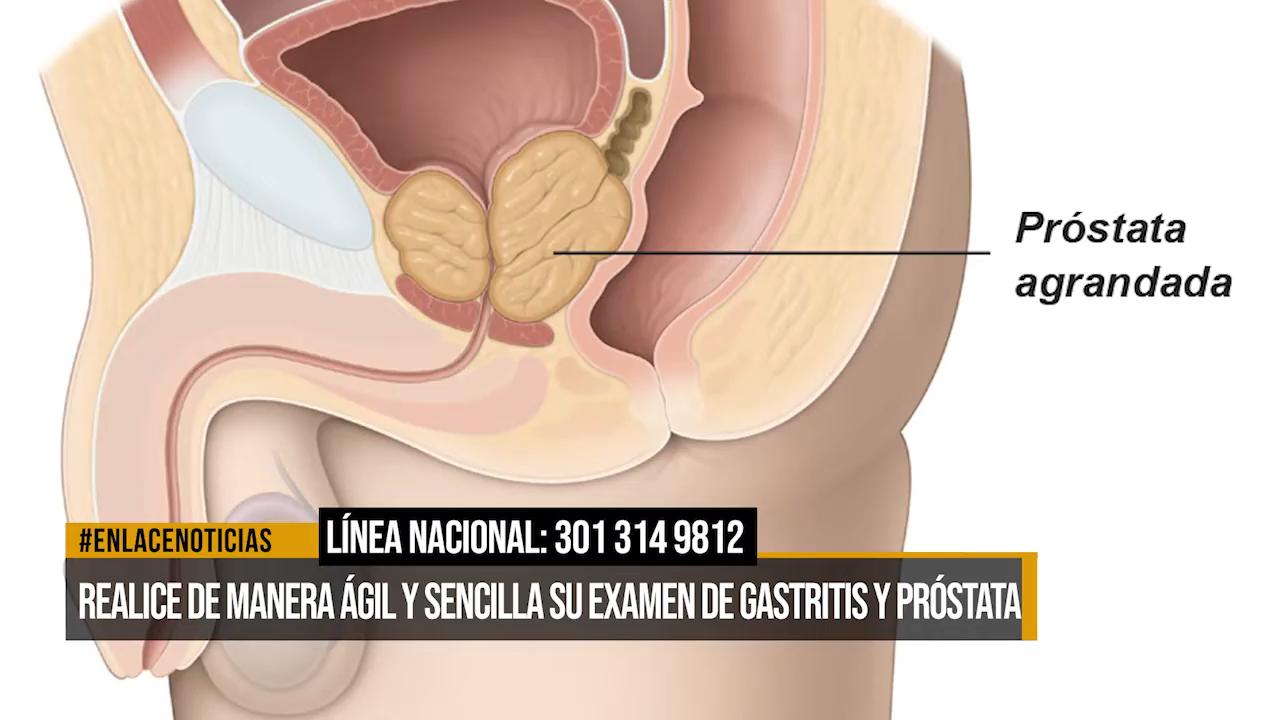 Próstata
agrandada
#ENLACENOTICIAS
LÍNEA NACIONAL: 301 314 9812
REALICE DE MANERA ÁGIL Y SENCILLA SU EXAMEN DE GASTRITIS Y PRÓSTATA